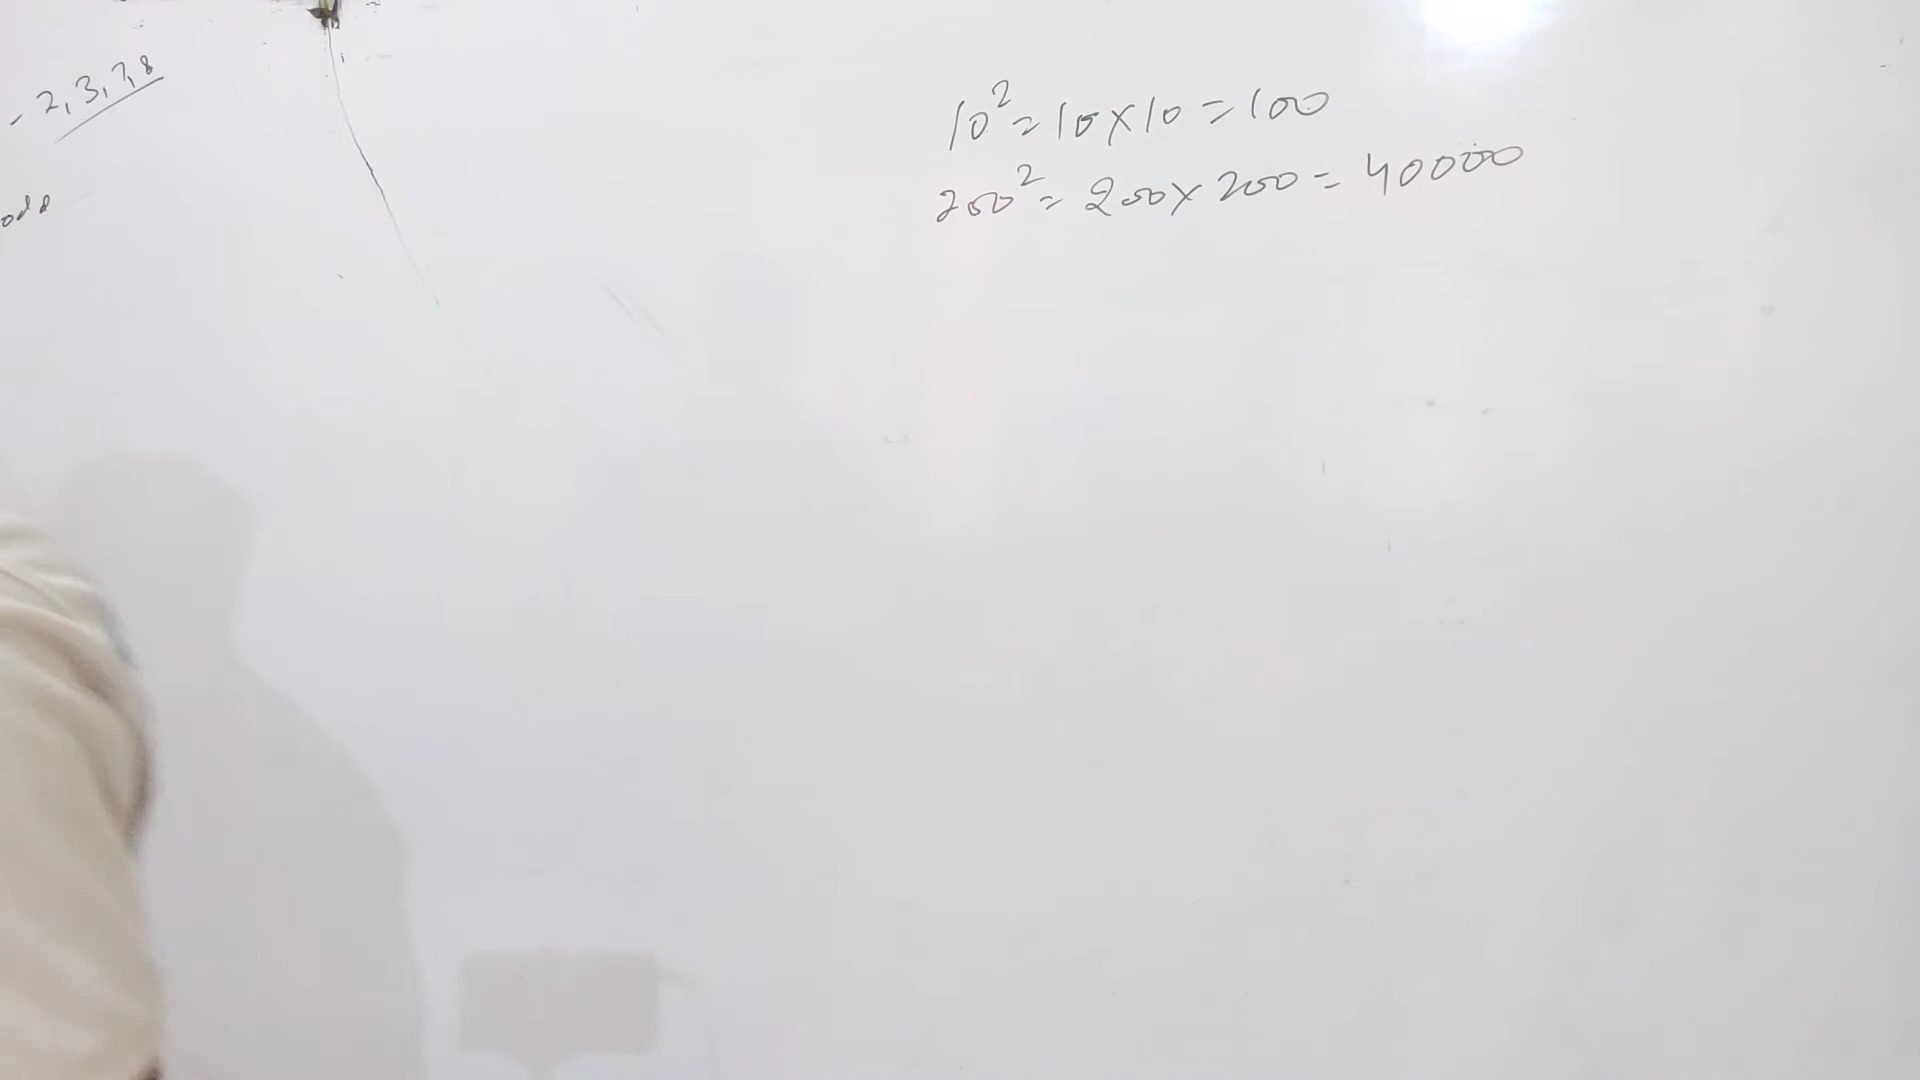 - 2, 3, 7, 8
odd
10² = 10 × 10 = 100
200² = 200 × 200 = 40000